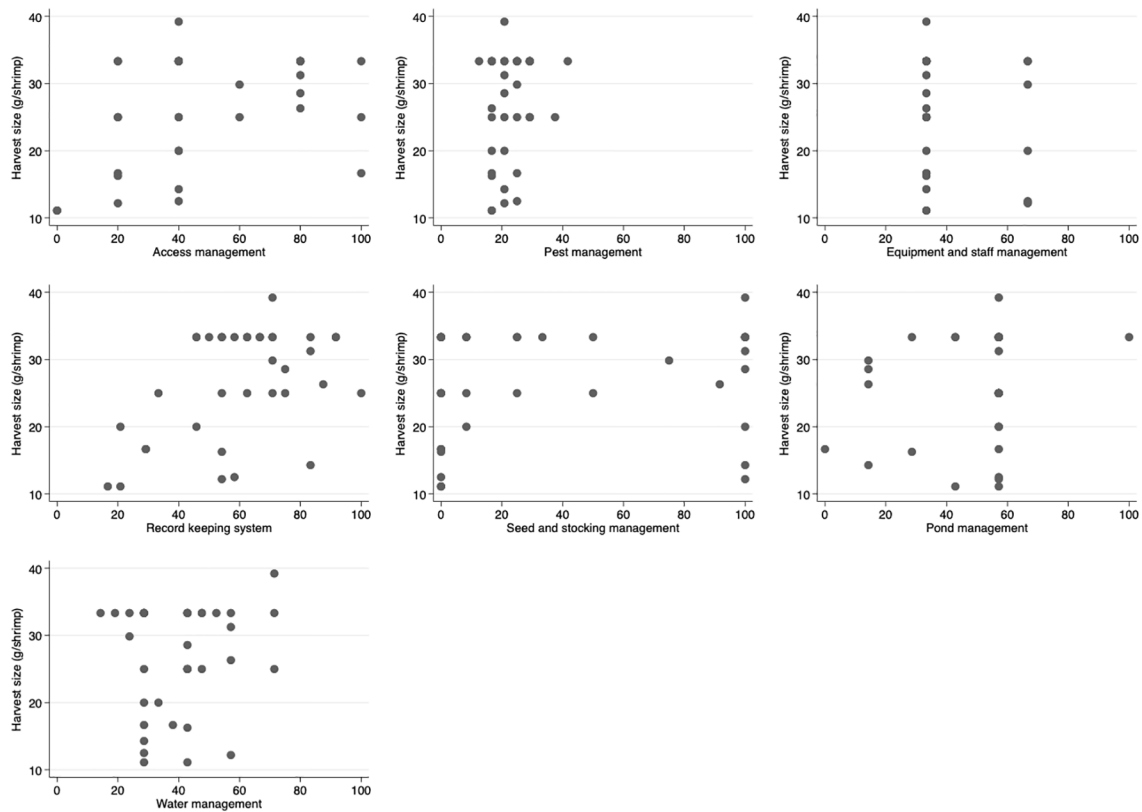 40
30
20
10
Harvest size (g/shrimp)
0 20 40 60 80 100
Access management
40
30
20
10
Harvest size (g/shrimp)
0 20 40 60 80 100
Pest management
40
30
20
10
Harvest size (g/shrimp)
0 20 40 60 80 100
Equipment and staff management
40
30
20
10
Harvest size (g/shrimp)
0 20 40 60 80 100
Record keeping system
40
30
20
10
Harvest size (g/shrimp)
0 20 40 60 80 100
Seed and stocking management
40
30
20
10
Harvest size (g/shrimp)
0 20 40 60 80 100
Pond management
40
30
20
10
Harvest size (g/shrimp)
0 20 40 60 80 100
Water management